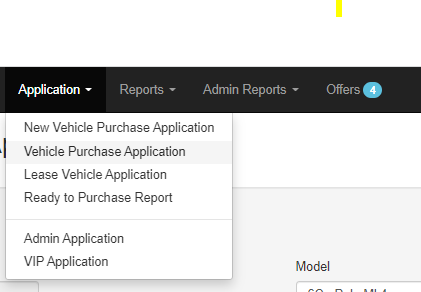 Application Reports Admin Reports Offers 4
New Vehicle Purchase Application
Vehicle Purchase Application
Lease Vehicle Application
Ready to Purchase Report
Admin Application
VIP Application
Model